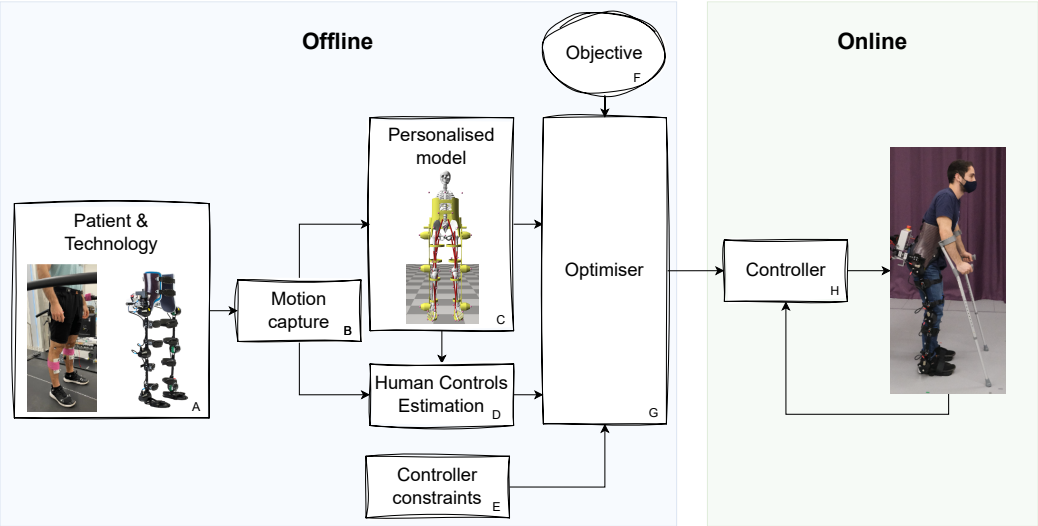 Offline
Online
Objective
F
Personalised
model
C
Patient &
Technology
A
Motion
capture
B
Human Controls
Estimation
D
Optimiser
G
Controller
constraints
E
Controller
H